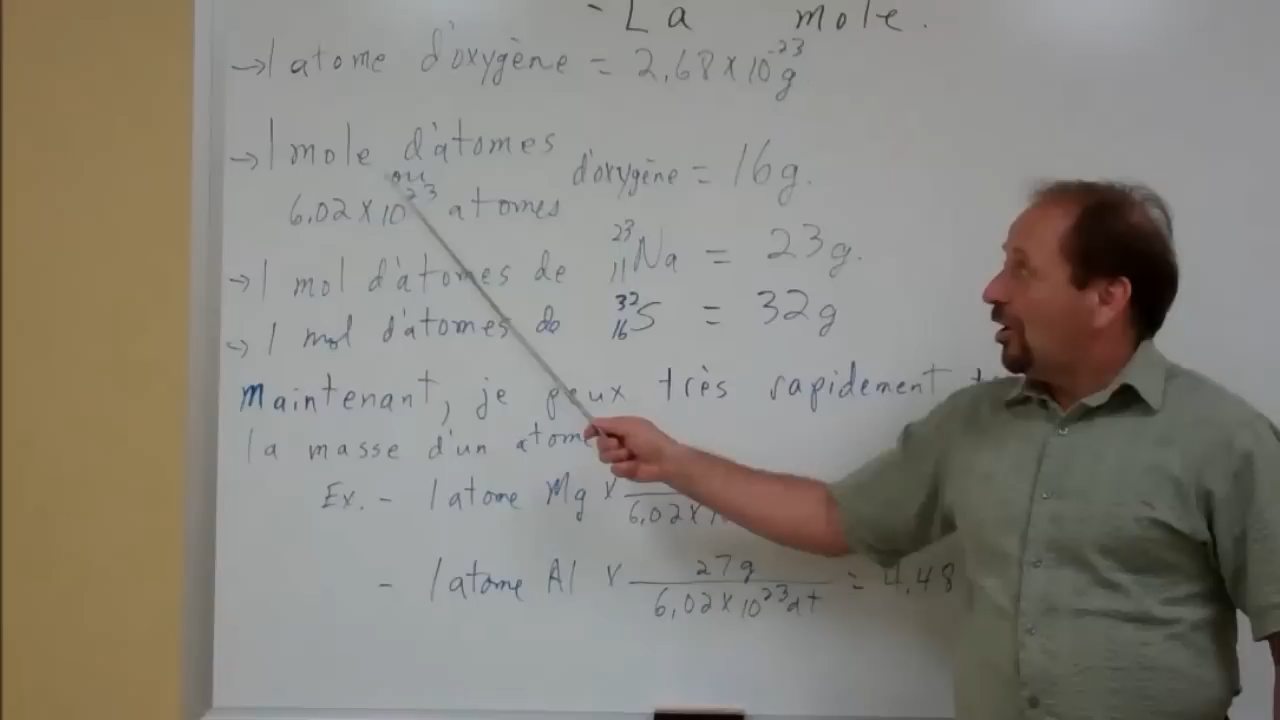 - La mole.
→ 1 atome d'oxygène = 2,68 x 10⁻²³ g
→ 1 mole d'atomes
ou
d'oxygène = 16g.
6.02 x 10²³ atomes
→ 1 mol d'atomes de ²³₁₁Na = 23g.
→ 1 mol d'atomes de ³²₁₆S = 32g
Maintenant, je peux très rapidement
la masse d'un atome
Ex. - 1 atome Mg x
6,02 x
- 1 atome Al x 27g = 4,48
6,02 x 10²³ at